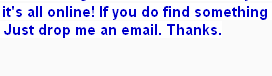 it's all online! If you do find something
Just drop me an email. Thanks.